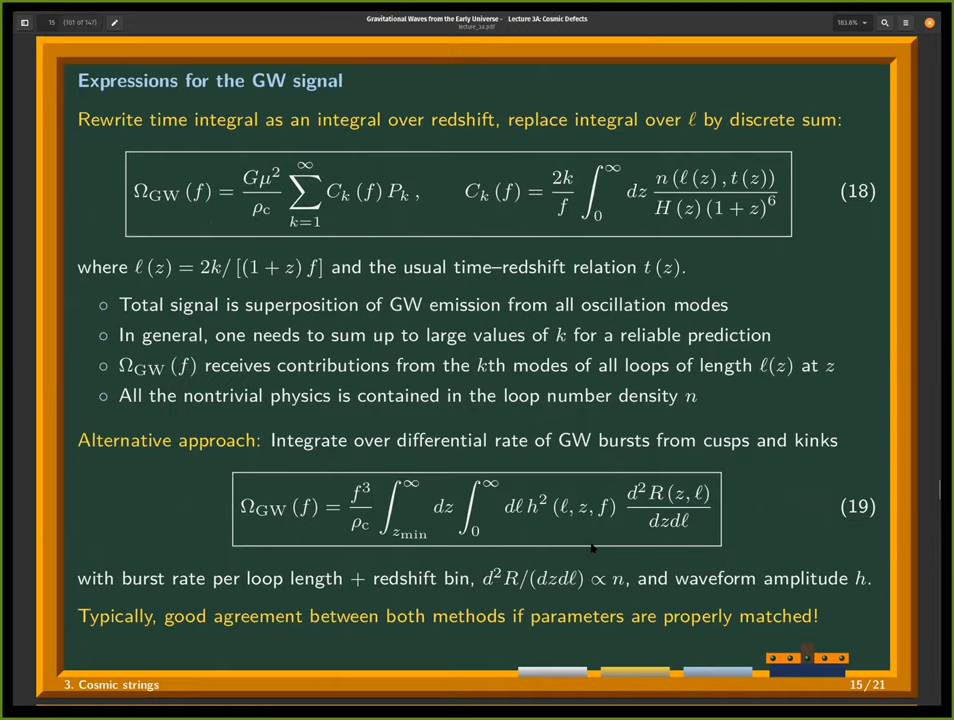 15 (101 of 147)
Gravitational Waves from the Early Universe - Lecture 3A: Cosmic Defects
lecture_3a.pdf
183.6%
Expressions for the GW signal
Rewrite time integral as an integral over redshift, replace integral over ℓ by discrete sum:
Ω_GW (f) = Gμ²/ρ_c ∑_{k=1}^{∞} C_k (f) P_k , C_k (f) = 2k/f ∫_0^∞ dz n (ℓ (z) , t (z)) / H (z) (1 + z)^6 (18)
where ℓ (z) = 2k/ [(1 + z) f] and the usual time–redshift relation t (z).
○ Total signal is superposition of GW emission from all oscillation modes
○ In general, one needs to sum up to large values of k for a reliable prediction
○ Ω_GW (f) receives contributions from the kth modes of all loops of length ℓ(z) at z
○ All the nontrivial physics is contained in the loop number density n
Alternative approach: Integrate over differential rate of GW bursts from cusps and kinks
Ω_GW (f) = f³/ρ_c ∫_{z_min}^∞ dz ∫_0^∞ dℓ h² (ℓ, z, f) d²R (z, ℓ) / dzdℓ (19)
with burst rate per loop length + redshift bin, d²R/(dzdℓ) ∝ n, and waveform amplitude h.
Typically, good agreement between both methods if parameters are properly matched!
3. Cosmic strings
15/21